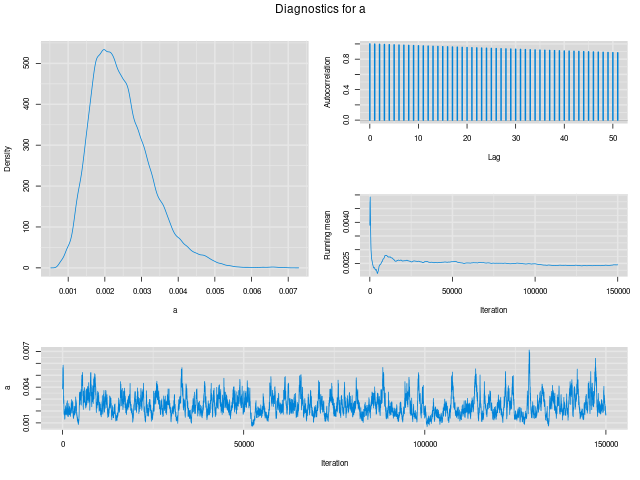 Diagnostics for a
Density
500
400
300
200
100
0
0.001 0.002 0.003 0.004 0.005 0.006 0.007
a
Autocorrelation
0.8
0.4
0.0
0 10 20 30 40 50
Lag
Running mean
0.0040
0.0025
0 50000 100000 150000
Iteration
a
0.007
0.004
0.001
0 50000 100000 150000
Iteration